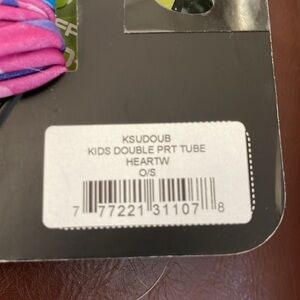 KSUDOUB
KIDS DOUBLE PRT TUBE
HEARTW
O/S
7 77221 31107 8